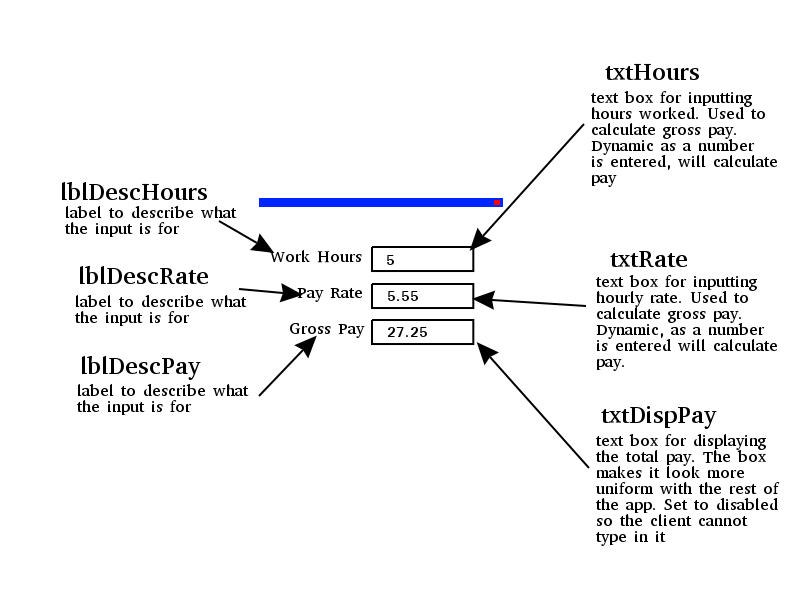 txtHours
text box for inputting
hours worked. Used to
calculate gross pay.
Dynamic as a number
is entered, will calculate
pay
lblDescHours
label to describe what
the input is for
Work Hours
5
lblDescRate
label to describe what
the input is for
Pay Rate
5.55
txtRate
text box for inputting
hourly rate. Used to
calculate gross pay.
Dynamic, as a number
is entered will calculate
pay.
Gross Pay
27.25
lblDescPay
label to describe what
the input is for
txtDispPay
text box for displaying
the total pay. The box
makes it look more
uniform with the rest of
the app. Set to disabled
so the client cannot
type in it